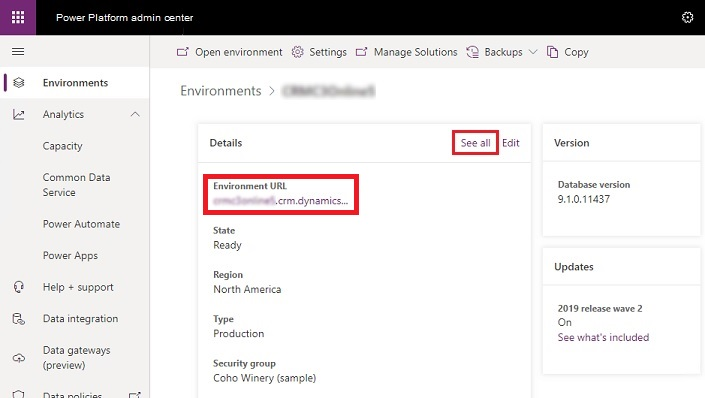 Power Platform admin center
Open environment
Settings
Manage Solutions
Backups
Copy
Environments
Analytics
Capacity
Common Data
Service
Power Automate
Power Apps
Help + support
Data integration
Data gateways
(preview)
Data policies
Environments >
Details
See all
Edit
Environment URL
.crm.dynamics...
State
Ready
Region
North America
Type
Production
Security group
Coho Winery (sample)
Version
Database version
9.1.0.11437
Updates
2019 release wave 2
On
See what's included